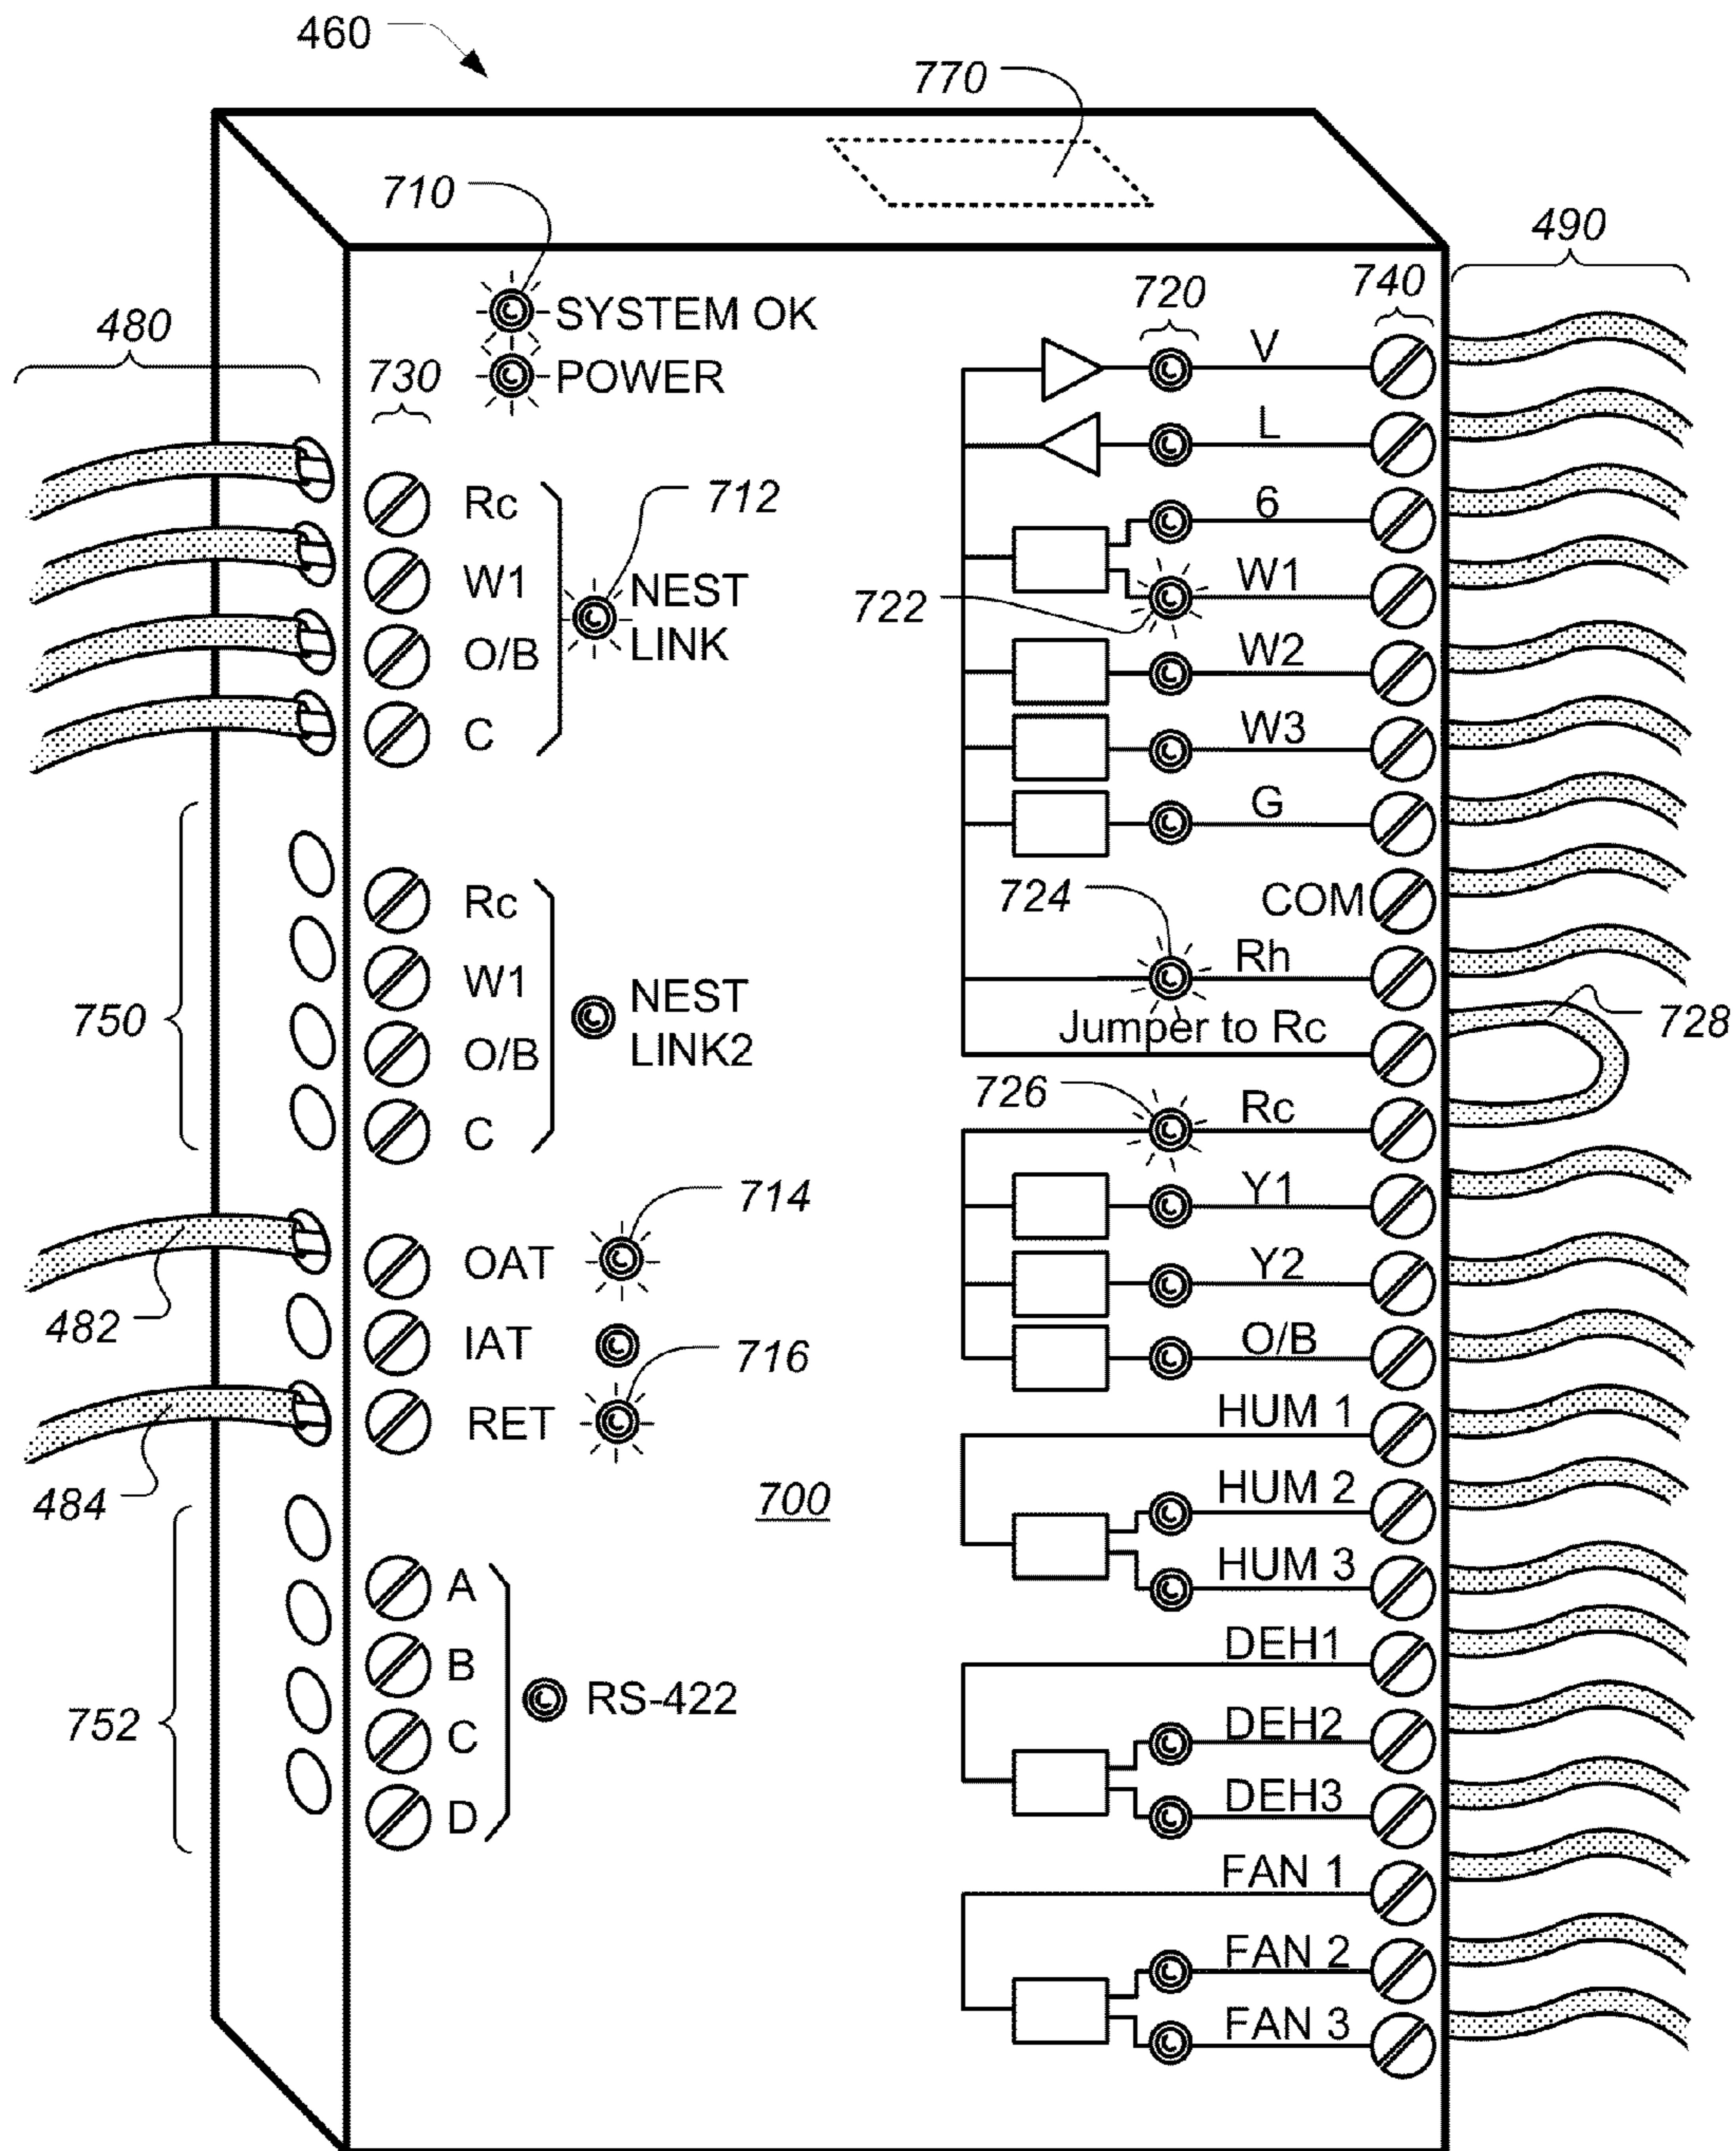 460
770
710
490
SYSTEM OK
720
740
480
730
POWER
V
L
Rc
712
6
W1
NEST
LINK
722
W1
O/B
W2
C
W3
G
724
COM
Rc
Rh
W1
NEST
LINK2
Jumper to Rc
728
750
O/B
726
Rc
C
714
Y1
OAT
Y2
482
IAT
716
O/B
RET
HUM 1
484
700
HUM 2
A
HUM 3
B
DEH1
752
RS-422
C
DEH2
D
DEH3
FAN 1
FAN 2
FAN 3